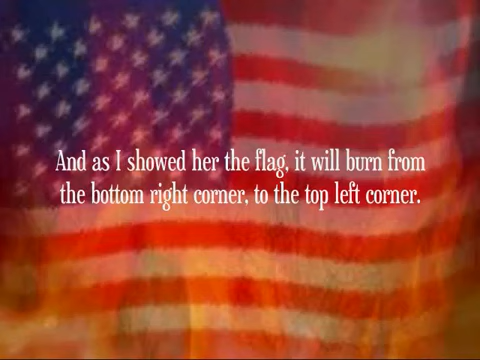 And as I showed her the flag, it will burn from
the bottom right corner, to the top left corner.